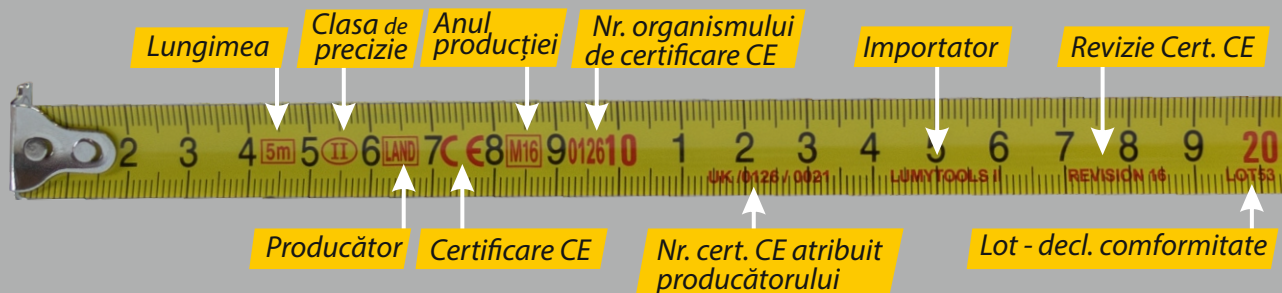 Lungimea
Clasa de
precizie
Anul
producției
Nr. organismului
de certificare CE
Importator
Revizie Cert. CE
2 3 4 5m 5 II 6 LAND 7 CE 8 M16 9 0126 10 1 2 3 4 5 6 7 8 9 20
UK /0126 / 0021 LUMYTOOLS I REVISION 16 LOT53
Producător
Certificare CE
Nr. cert. CE atribuit
producătorului
Lot - decl. comformitate